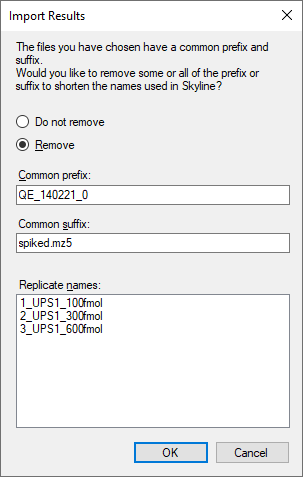 Import Results
The files you have chosen have a common prefix and
suffix.
Would you like to remove some or all of the prefix or
suffix to shorten the names used in Skyline?
Do not remove
Remove
Common prefix:
QE_140221_0
Common suffix:
spiked.mz5
Replicate names:
1_UPS1_100fmol
2_UPS1_300fmol
3_UPS1_600fmol
OK
Cancel